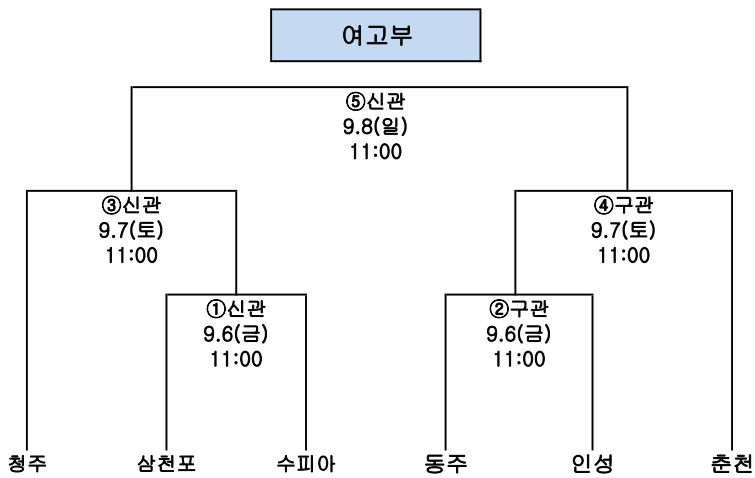 여고부
⑤신관
9.8(일)
11:00
③신관
9.7(토)
11:00
④구관
9.7(토)
11:00
①신관
9.6(금)
11:00
②구관
9.6(금)
11:00
청주 삼천포 수피아 동주 인성 춘천